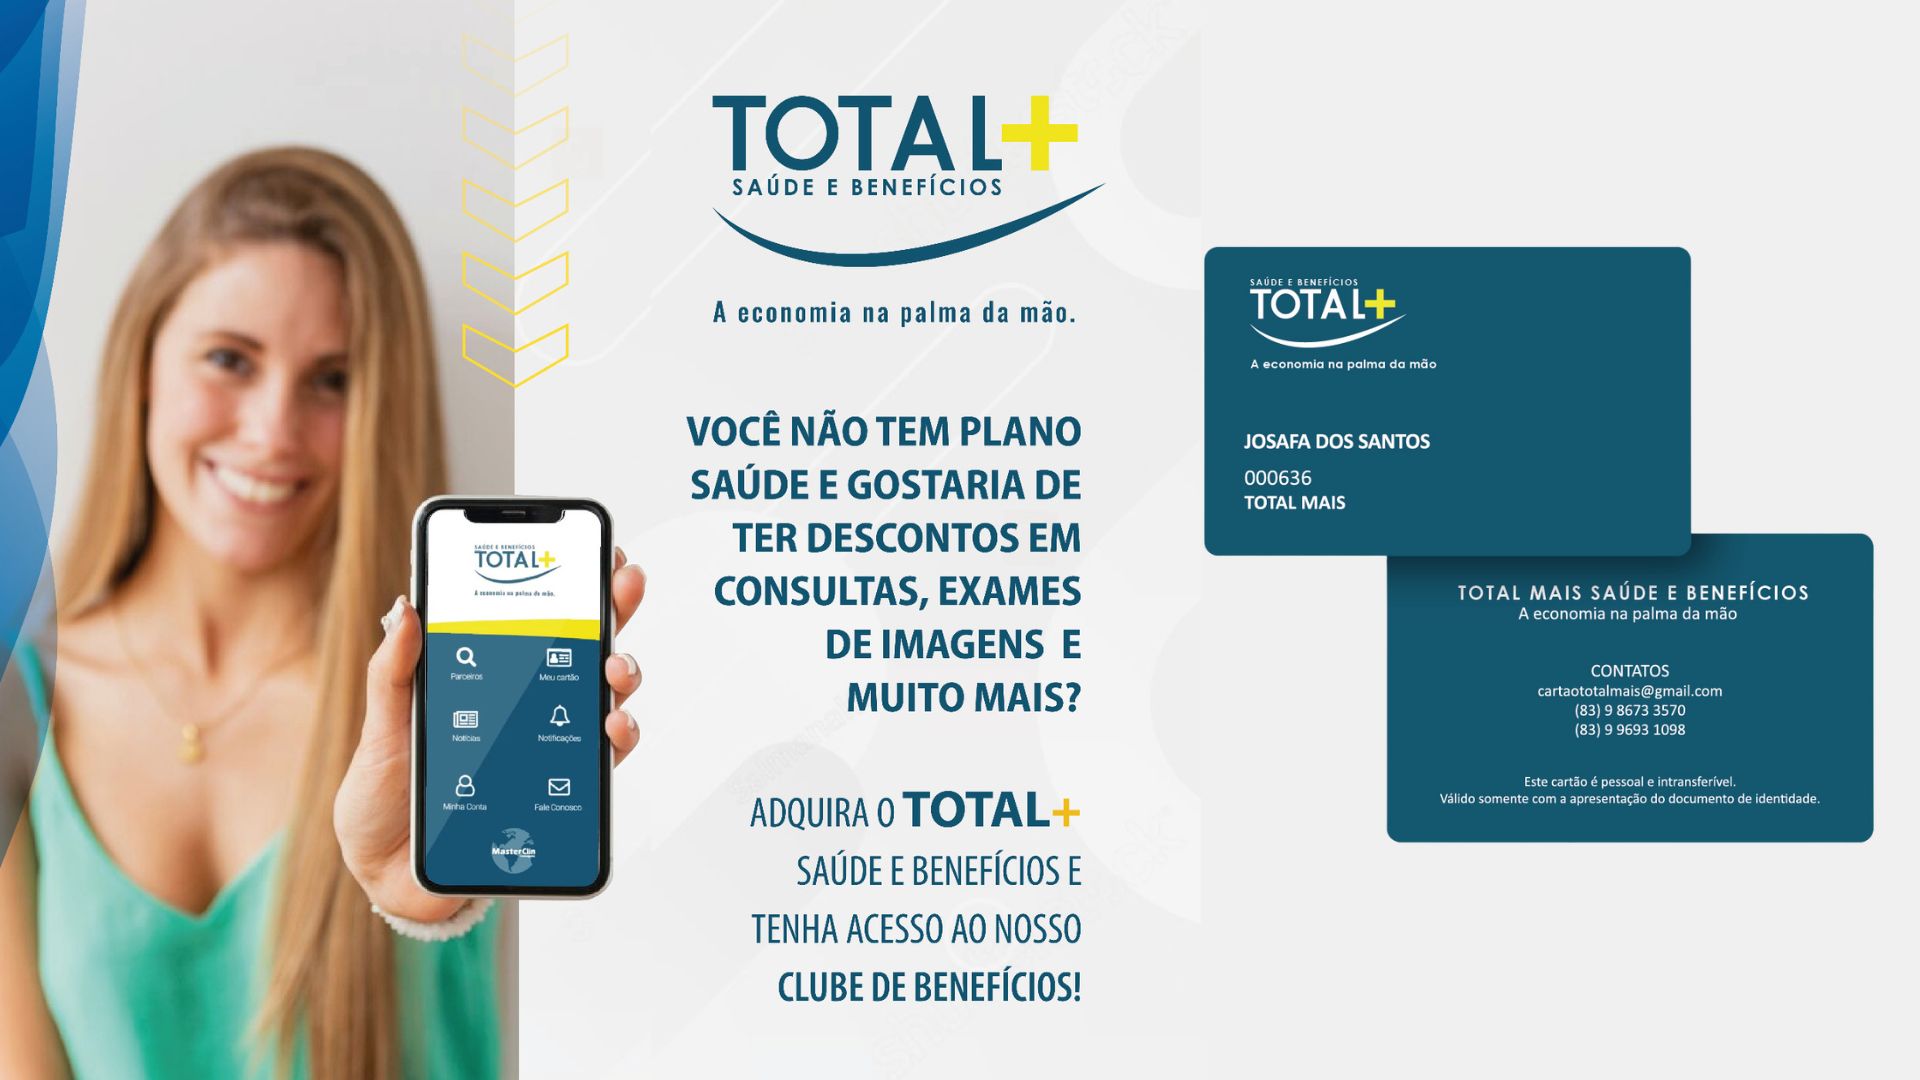 TOTAL+
SAÚDE E BENEFÍCIOS
A economia na palma da mão.
VOCÊ NÃO TEM PLANO
SAÚDE E GOSTARIA DE
TER DESCONTOS EM
CONSULTAS, EXAMES
DE IMAGENS E
MUITO MAIS?
ADQUIRA O TOTAL+
SAÚDE E BENEFÍCIOS E
TENHA ACESSO AO NOSSO
CLUBE DE BENEFÍCIOS!
SAÚDE E BENEFÍCIOS
TOTAL+
A economia na palma da mão.
Parceiros
Meu cartão
Notícias
Notificações
Minha Conta
Fale Conosco
MasterClin
SAÚDE E BENEFÍCIOS
TOTAL+
A economia na palma da mão
JOSAFA DOS SANTOS
000636
TOTAL MAIS
TOTAL MAIS SAÚDE E BENEFÍCIOS
A economia na palma da mão
CONTATOS
cartaototalmais@gmail.com
(83) 9 8673 3570
(83) 9 9693 1098
Este cartão é pessoal e intransferível.
Válido somente com a apresentação do documento de identidade.